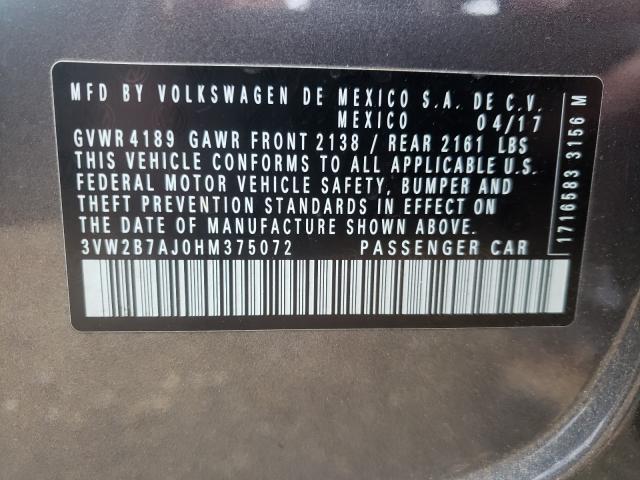 MFD BY VOLKSWAGEN DE MEXICO S.A. DE C.V.
MEXICO 04/17
GVWR 4189 GAWR FRONT 2138 / REAR 2161 LBS
THIS VEHICLE CONFORMS TO ALL APPLICABLE U.S.
FEDERAL MOTOR VEHICLE SAFETY, BUMPER AND
THEFT PREVENTION STANDARDS IN EFFECT ON
THE DATE OF MANUFACTURE SHOWN ABOVE.
3VW2B7AJ0HM375072 PASSENGER CAR
1716583 3156 M